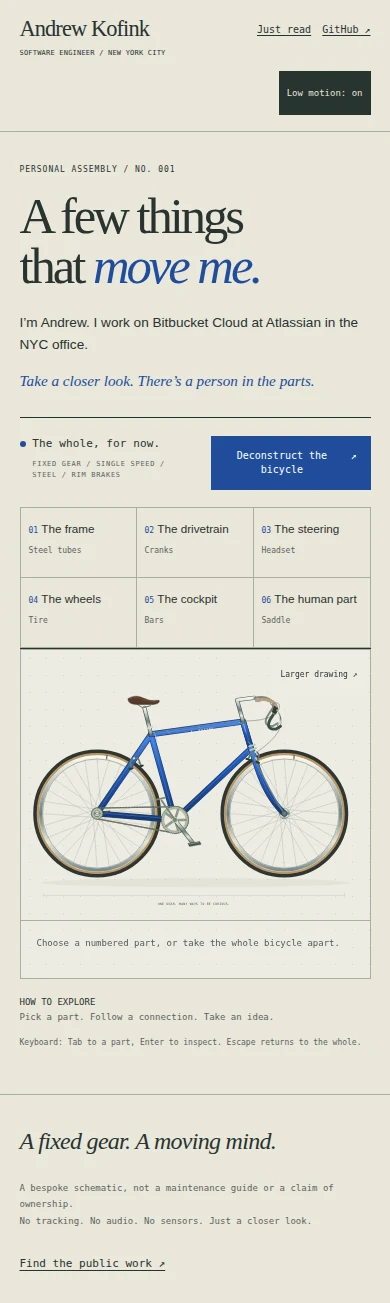 Andrew Kofink
SOFTWARE ENGINEER / NEW YORK CITY
Just read
GitHub ↗
Low motion: on
PERSONAL ASSEMBLY / NO. 001
A few things
that move me.
I’m Andrew. I work on Bitbucket Cloud at Atlassian in the
NYC office.
Take a closer look. There’s a person in the parts.
The whole, for now.
FIXED GEAR / SINGLE SPEED /
STEEL / RIM BRAKES
Deconstruct the
bicycle ↗
01 The frame
Steel tubes
02 The drivetrain
Cranks
03 The steering
Headset
04 The wheels
Tire
05 The cockpit
Bars
06 The human part
Saddle
Larger drawing ↗
ONE GEAR. MANY WAYS TO BE CURIOUS.
Choose a numbered part, or take the whole bicycle apart.
HOW TO EXPLORE
Pick a part. Follow a connection. Take an idea.
Keyboard: Tab to a part, Enter to inspect. Escape returns to the whole.
A fixed gear. A moving mind.
A bespoke schematic, not a maintenance guide or a claim of
ownership.
No tracking. No audio. No sensors. Just a closer look.
Find the public work ↗